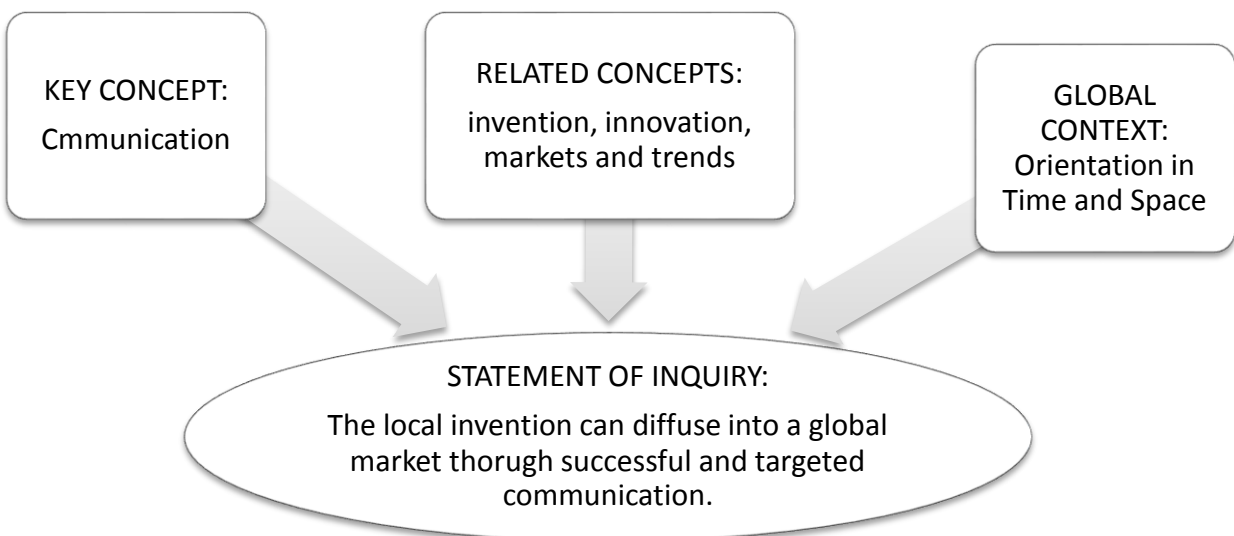 KEY CONCEPT:
Cmmunication
RELATED CONCEPTS:
invention, innovation,
markets and trends
GLOBAL
CONTEXT:
Orientation in
Time and Space
STATEMENT OF INQUIRY:
The local invention can diffuse into a global
market thorugh successful and targeted
communication.